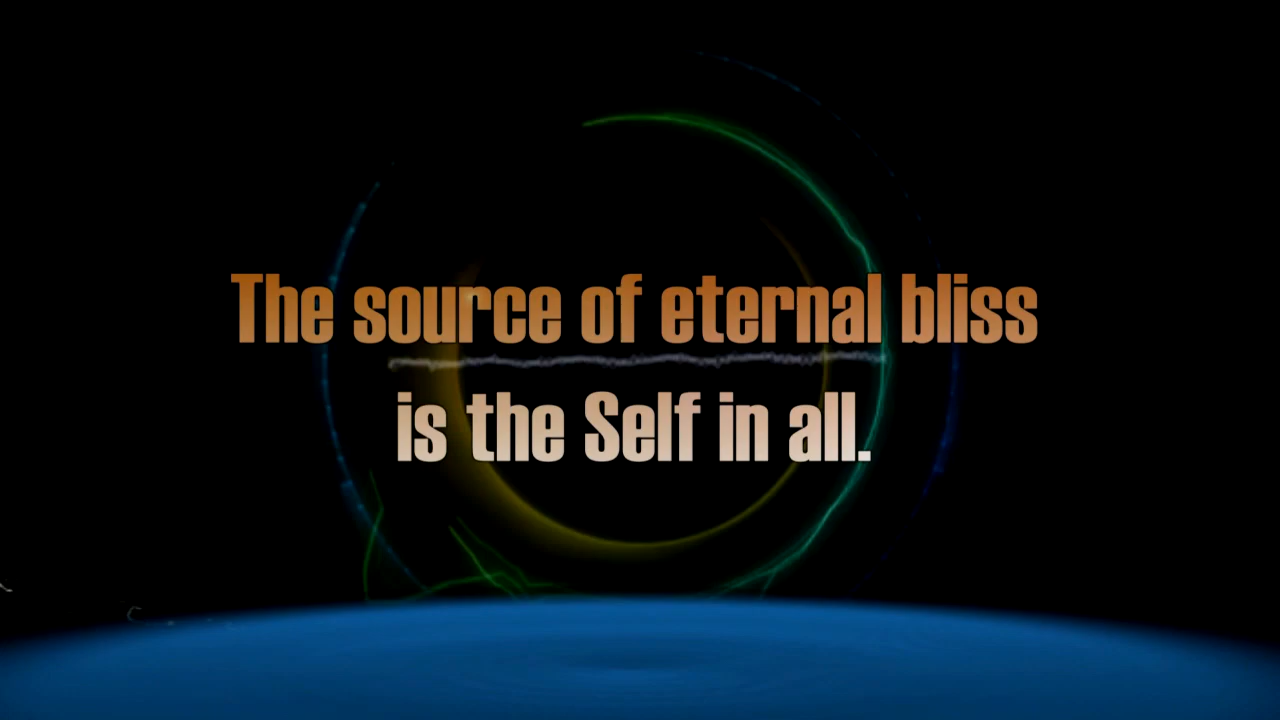 The source of eternal bliss
is the Self in all.